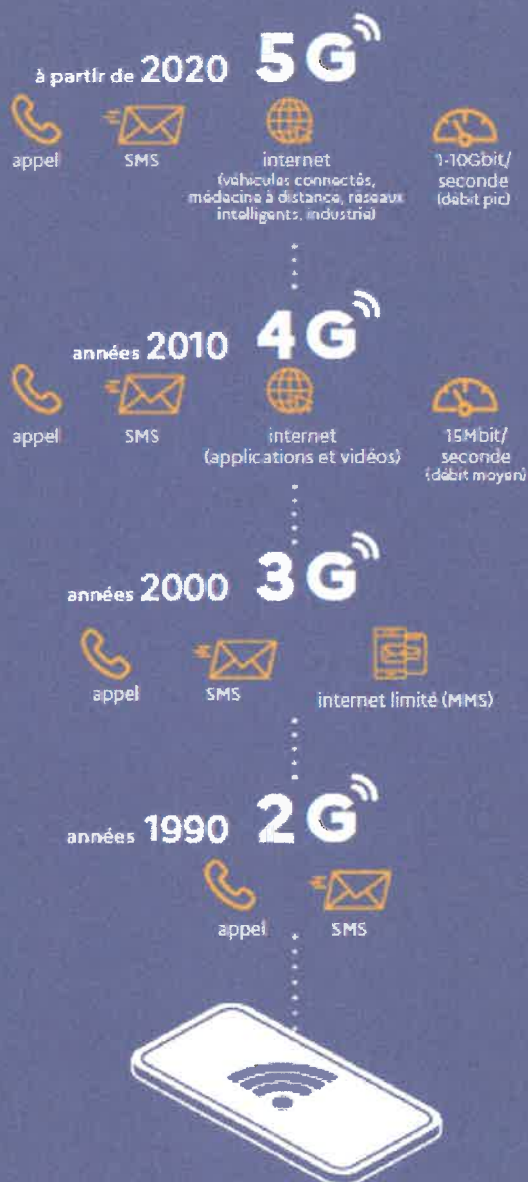 à partir de 2020 5G
appel
SMS
internet
(véhicules connectés,
médecine à distance, réseaux
intelligents, industrie)
1-10Gbit/
seconde
(débit pic)
années 2010 4G
appel
SMS
internet
(applications et vidéos)
15Mbit/
seconde
(débit moyen)
années 2000 3G
appel
SMS
internet limité (MMS)
années 1990 2G
appel
SMS